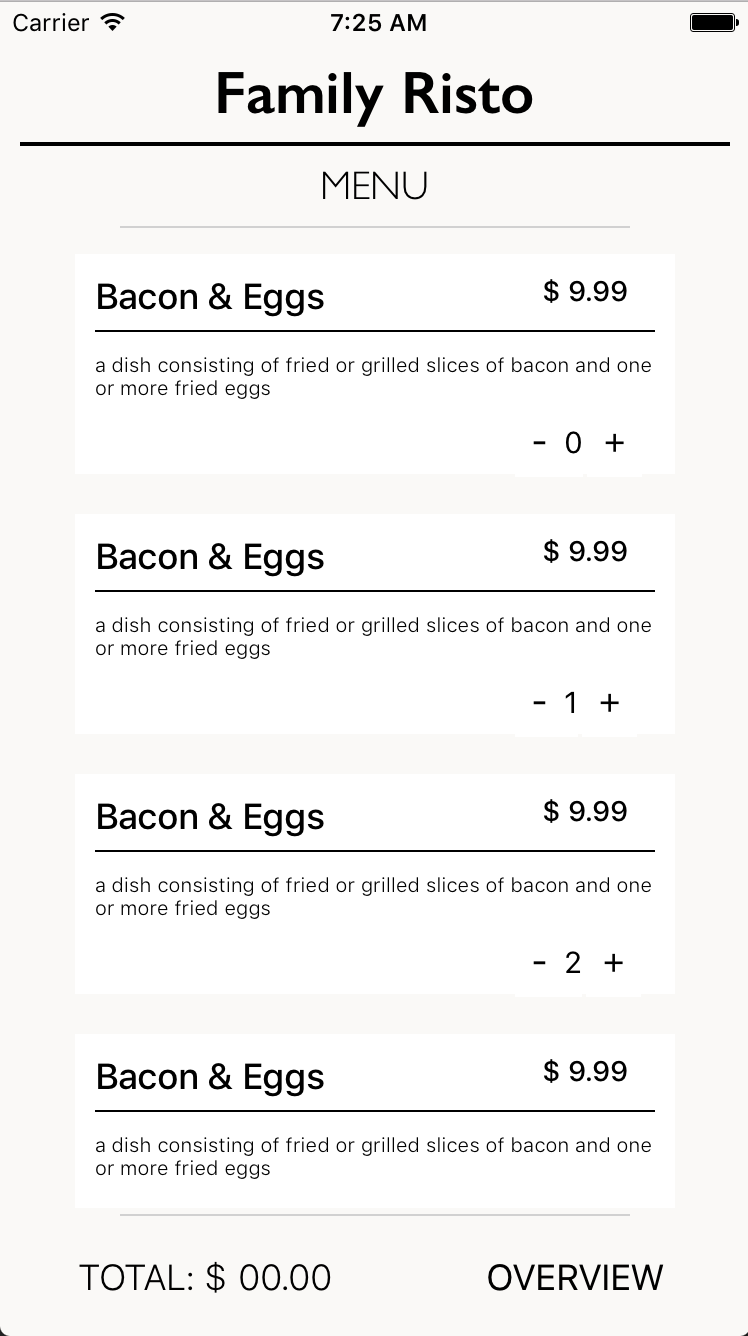 Carrier 7:25 AM
Family Risto
MENU
Bacon & Eggs $ 9.99
a dish consisting of fried or grilled slices of bacon and one
or more fried eggs
- 0 +
Bacon & Eggs $ 9.99
a dish consisting of fried or grilled slices of bacon and one
or more fried eggs
- 1 +
Bacon & Eggs $ 9.99
a dish consisting of fried or grilled slices of bacon and one
or more fried eggs
- 2 +
Bacon & Eggs $ 9.99
a dish consisting of fried or grilled slices of bacon and one
or more fried eggs
TOTAL: $ 00.00 OVERVIEW